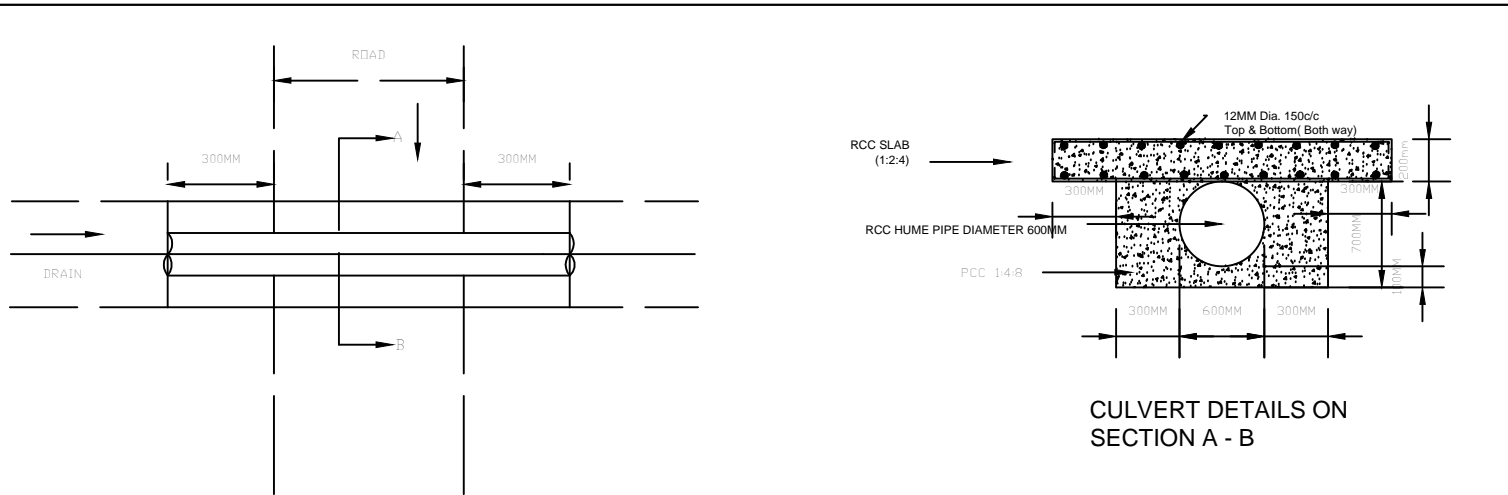 ROAD
A
300MM
300MM
DRAIN
B
12MM Dia. 150c/c
Top & Bottom( Both way)
RCC SLAB
(1:2:4)
200mm
300MM
300MM
RCC HUME PIPE DIAMETER 600MM
700MM
PCC 1:4:8
100MM
300MM
600MM
300MM
CULVERT DETAILS ON
SECTION A - B